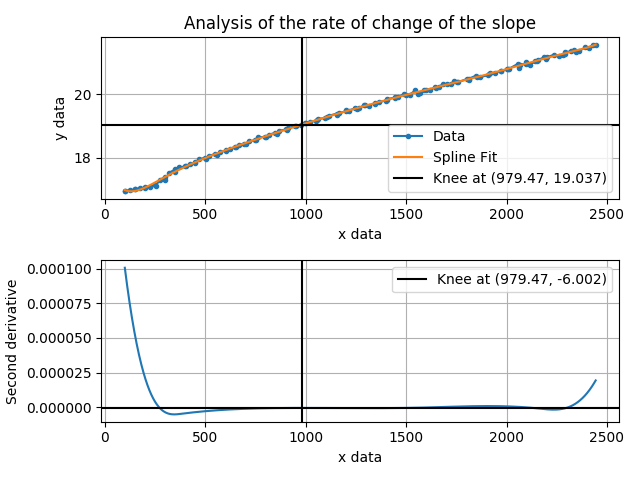 Analysis of the rate of change of the slope
y data
20
18
Data
Spline Fit
Knee at (979.47, 19.037)
0 500 1000 1500 2000 2500
x data
Second derivative
0.000100
0.000075
0.000050
0.000025
0.000000
Knee at (979.47, -6.002)
0 500 1000 1500 2000 2500
x data